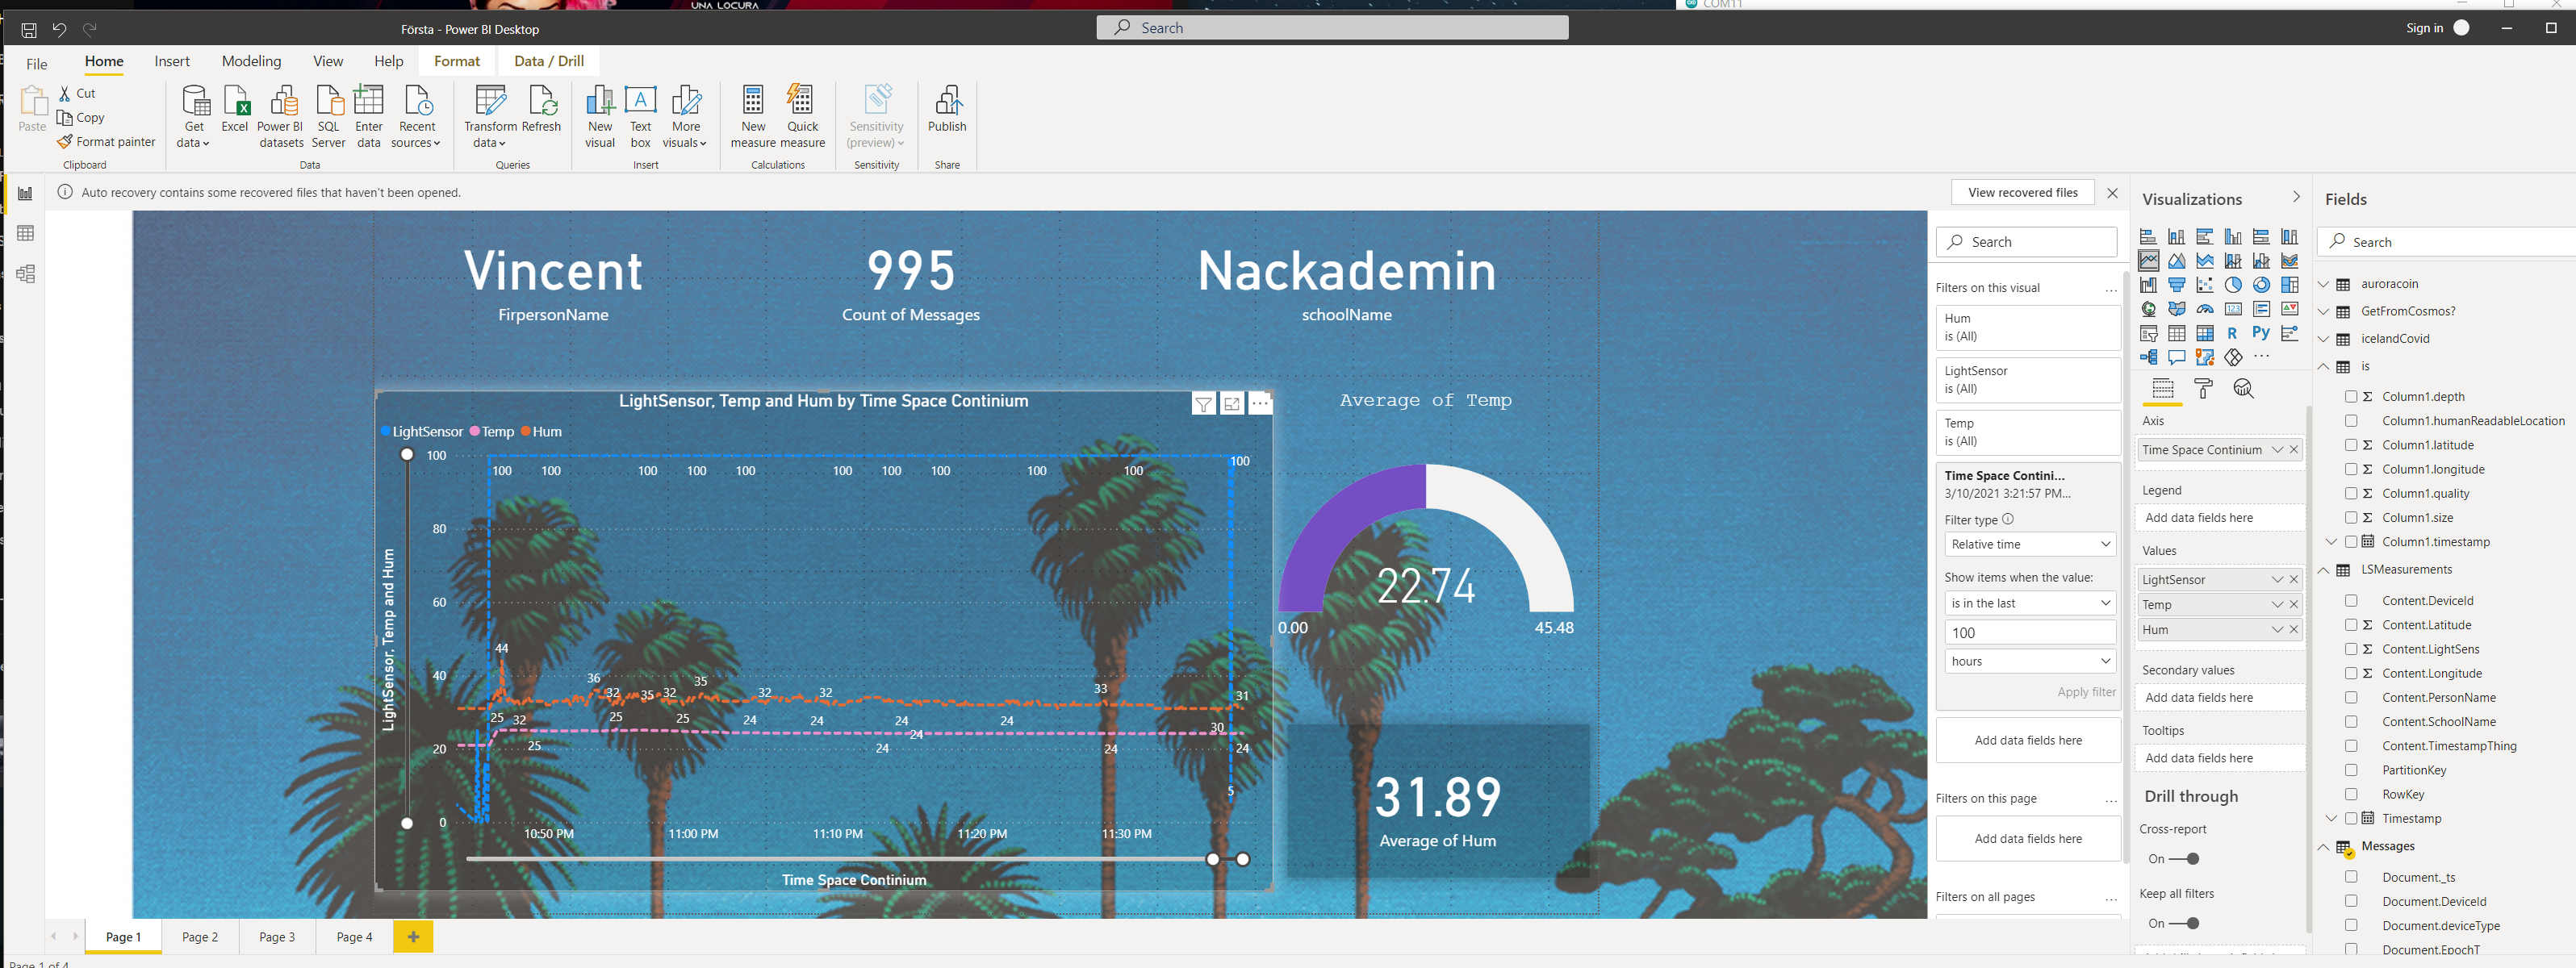 UNA LOCURA
COM11
Första - Power BI Desktop
Search
Sign in
File
Home
Insert
Modeling
View
Help
Format
Data / Drill
Paste
Cut
Copy
Format painter
Clipboard
Get data
Excel
Power BI datasets
SQL Server
Enter data
Recent sources
Data
Transform data
Refresh
Queries
New visual
Text box
More visuals
Insert
New measure
Quick measure
Calculations
Sensitivity (preview)
Sensitivity
Publish
Share
Auto recovery contains some recovered files that haven't been opened.
View recovered files
Vincent
FirpersonName
995
Count of Messages
Nackademin
schoolName
LightSensor, Temp and Hum by Time Space Continium
LightSensor Temp Hum
LightSensor, Temp and Hum
100
80
60
40
20
0
100 100 100 100 100 100 100 100 100 100 100
44
36 32 35 32 35 32 32 33 31
25 32 25 25 25 24 24 24 24 24 24 24 30 24
5
10:50 PM 11:00 PM 11:10 PM 11:20 PM 11:30 PM
Time Space Continium
Average of Temp
22.74
0.00
45.48
31.89
Average of Hum
Search
Filters on this visual
...
Hum
is (All)
LightSensor
is (All)
Temp
is (All)
Time Space Contini...
3/10/2021 3:21:57 PM...
Filter type
Relative time
Show items when the value:
is in the last
100
hours
Apply filter
Add data fields here
Filters on this page
...
Add data fields here
Filters on all pages
...
Visualizations
123
R
Py
...
Axis
Time Space Continium
Legend
Add data fields here
Values
LightSensor
Temp
Hum
Secondary values
Add data fields here
Tooltips
Add data fields here
Drill through
Cross-report
On
Keep all filters
On
Fields
Search
auroracoin
GetFromCosmos?
icelandCovid
is
Column1.depth
Column1.humanReadableLocation
Column1.latitude
Column1.longitude
Column1.quality
Column1.size
Column1.timestamp
LSMeasurements
Content.DeviceId
Content.Latitude
Content.LightSens
Content.Longitude
Content.PersonName
Content.SchoolName
Content.TimestampThing
PartitionKey
RowKey
Timestamp
Messages
Document._ts
Document.DeviceId
Document.deviceType
Document.EpochT
Page 1
Page 2
Page 3
Page 4
Page 1 of 4